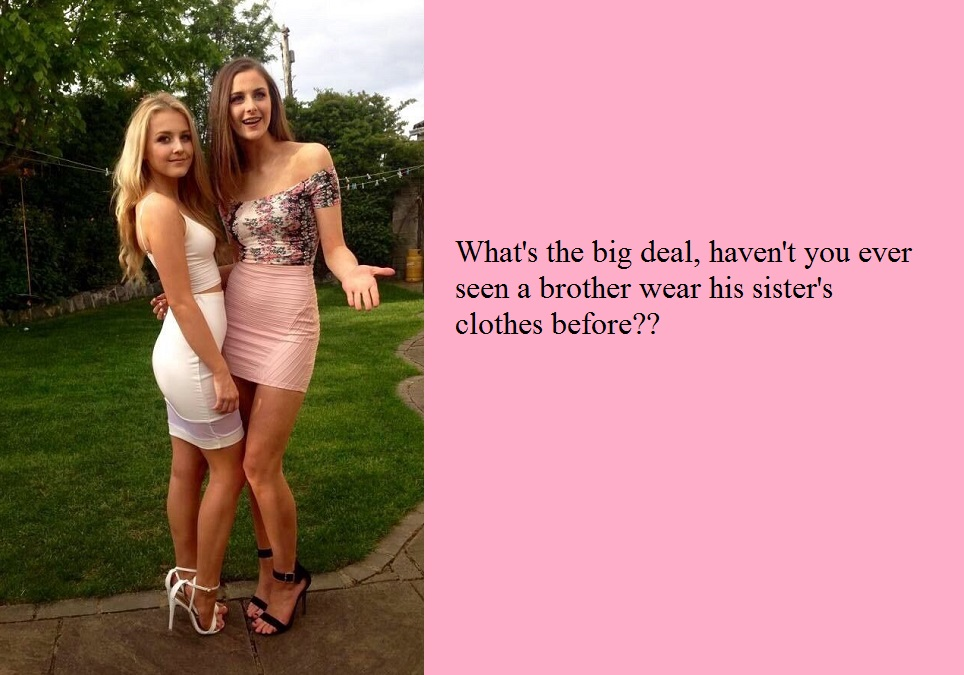 What's the big deal, haven't you ever
seen a brother wear his sister's
clothes before??